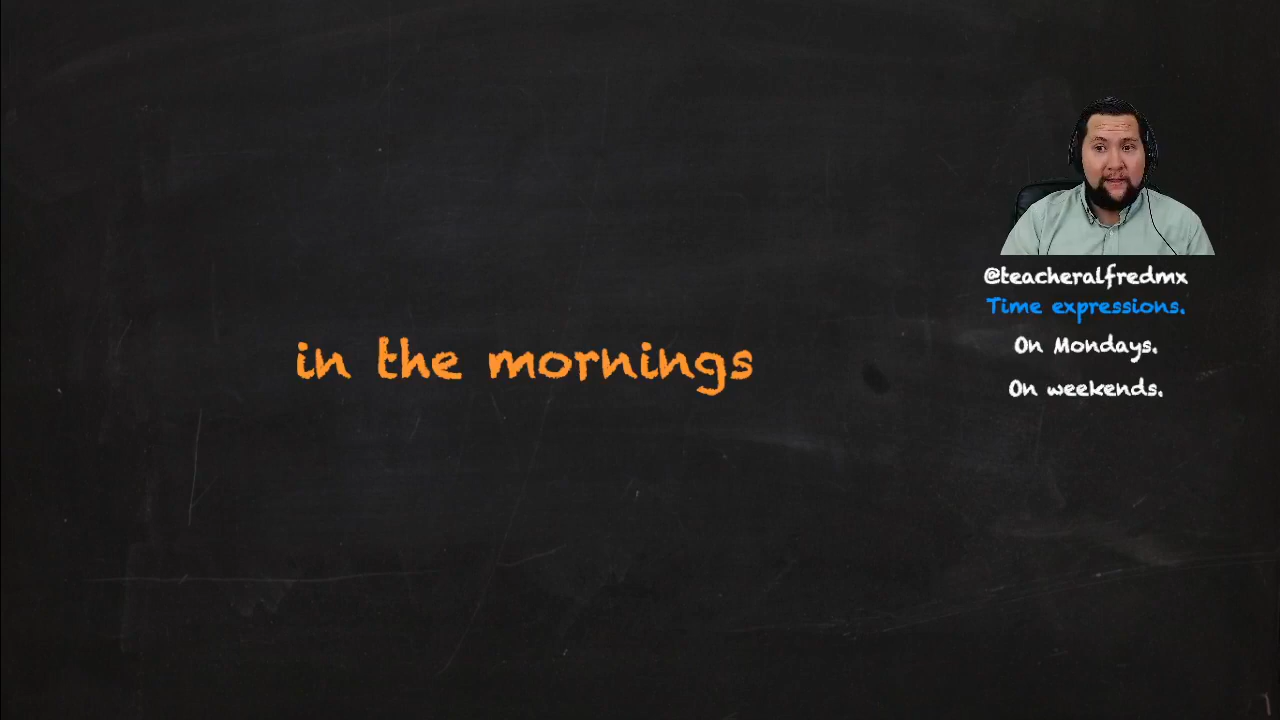 in the mornings
@teacheralfredmx
Time expressions.
On Mondays.
On weekends.